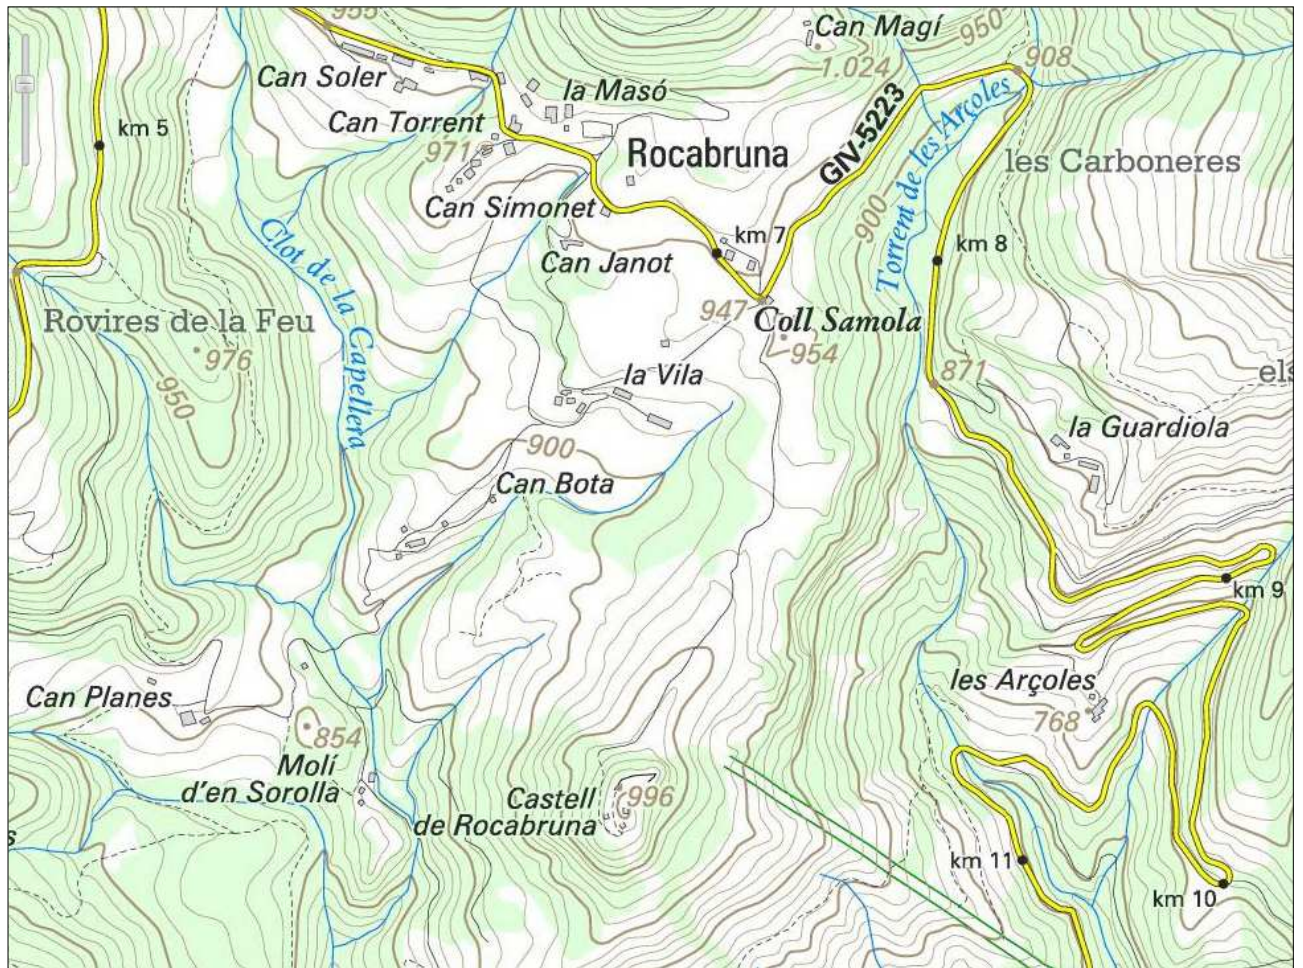 955
Can Magí
950
1.024
908
Can Soler
la Masó
km 5
Can Torrent
971
Rocabruna
GIV-5223
Torrent de les Arçoles
les Carboneres
900
Can Simonet
Clot de la Capellera
km 7
km 8
Can Janot
947
Coll Samola
954
Rovires de la Feu
976
950
la Vila
871
els
la Guardiola
900
Can Bota
km 9
Can Planes
les Arçoles
768
854
Molí
d'en Sorollà
Castell
de Rocabruna
996
s
km 11
km 10